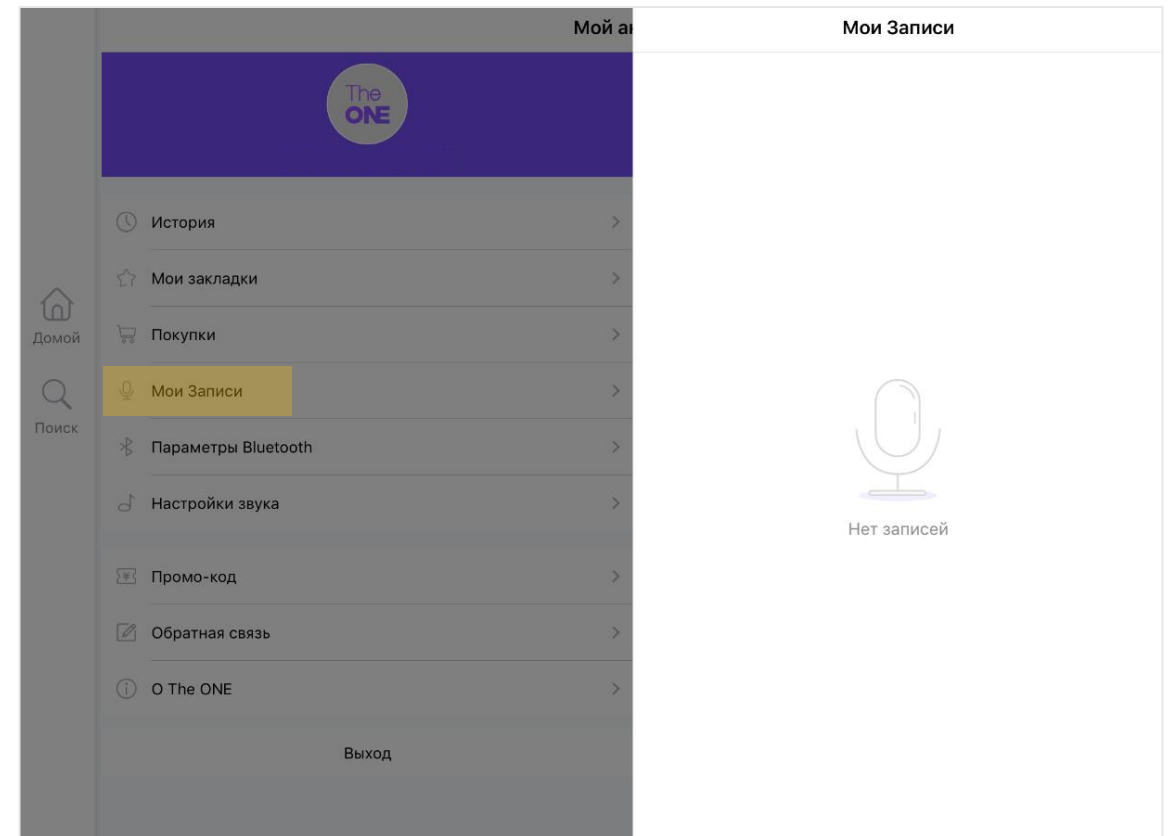 Мой ак
Мои Записи
The
ONE
История
Мои закладки
Домой
Покупки
Мои Записи
Поиск
Параметры Bluetooth
Настройки звука
Нет записей
Промо-код
Обратная связь
О The ONE
Выход